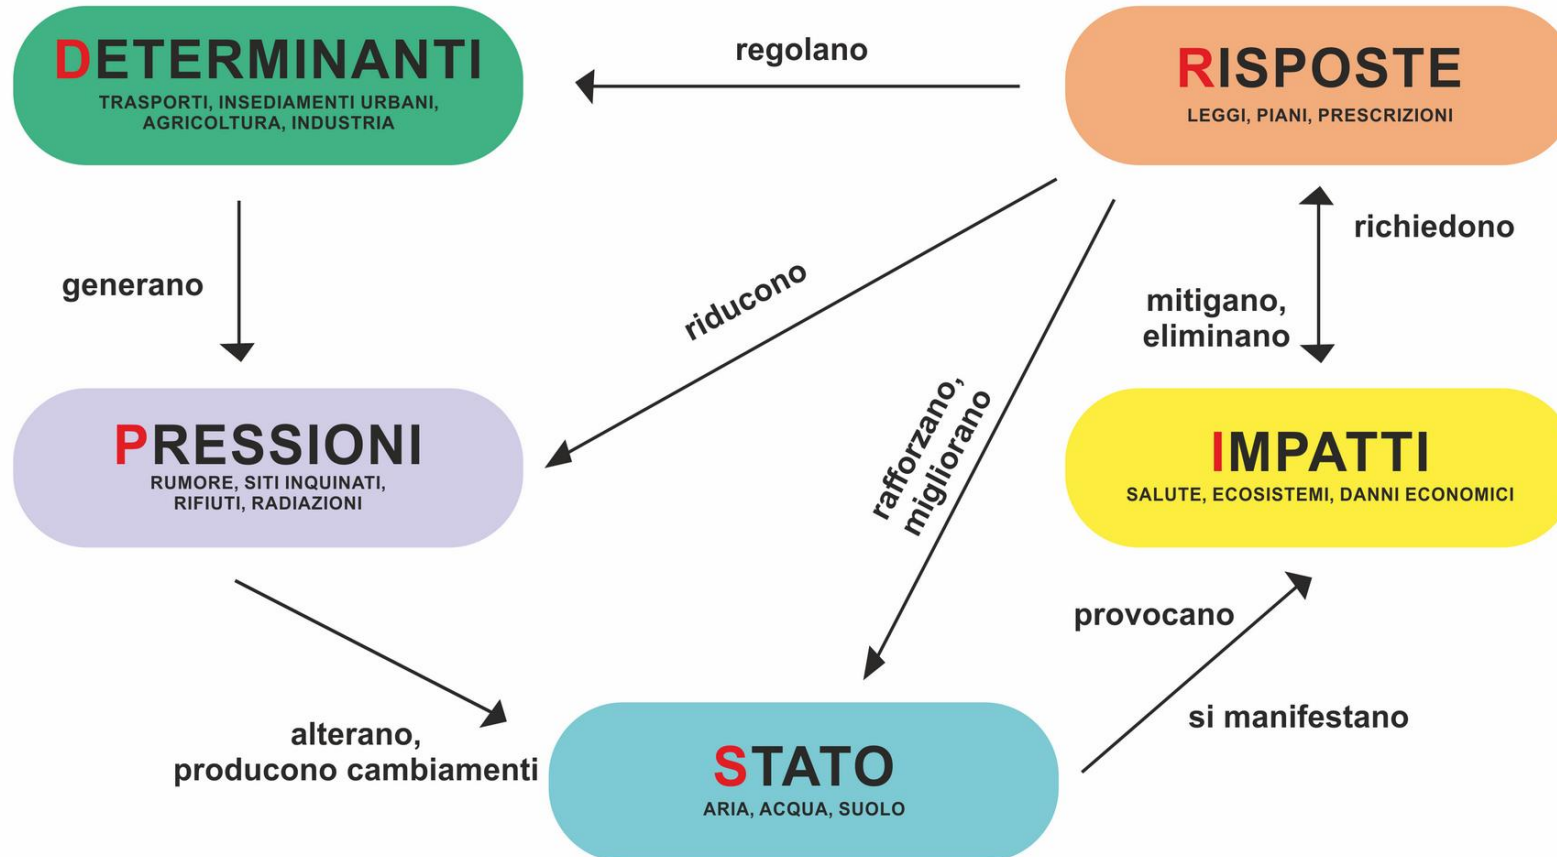 DETERMINANTI
TRASPORTI, INSEDIAMENTI URBANI,
AGRICOLTURA, INDUSTRIA
regolano
RISPOSTE
LEGGI, PIANI, PRESCRIZIONI
generano
riducono
rafforzano,
migliorano
richiedono
mitigano,
eliminano
PRESSIONI
RUMORE, SITI INQUINATI,
RIFIUTI, RADIAZIONI
IMPATTI
SALUTE, ECOSISTEMI, DANNI ECONOMICI
alterano,
producono cambiamenti
provocano
si manifestano
STATO
ARIA, ACQUA, SUOLO